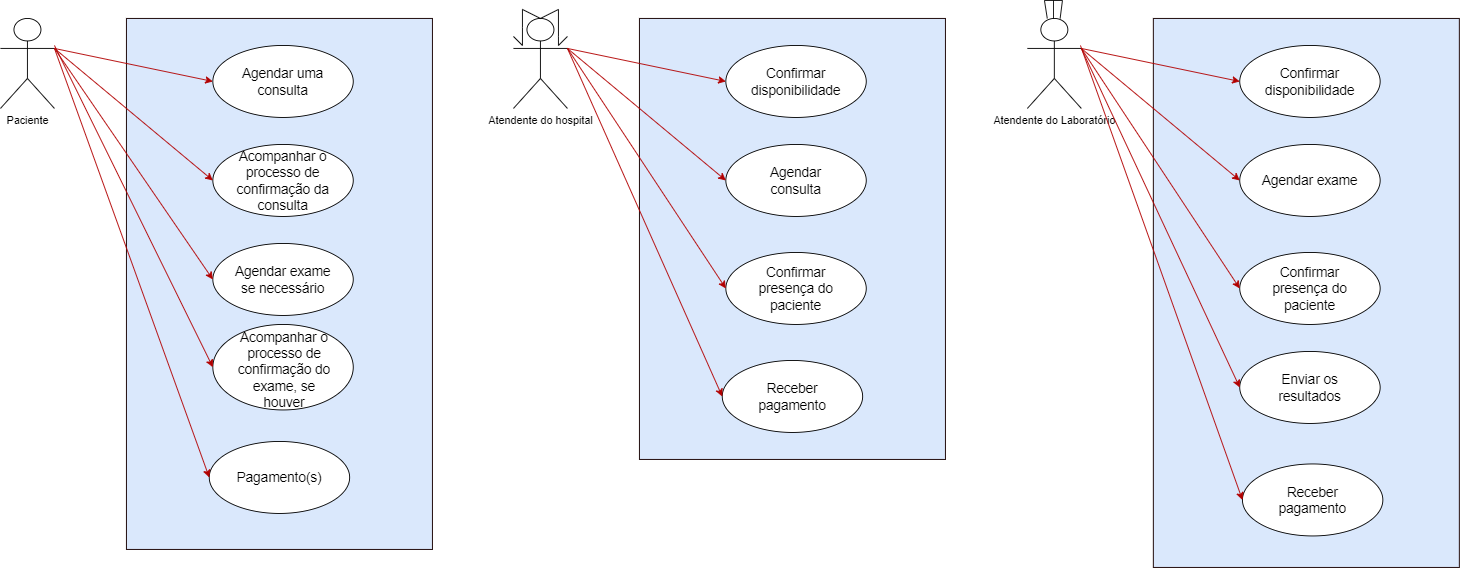 Paciente
Agendar uma
consulta
Acompanhar o
processo de
confirmação da
consulta
Agendar exame
se necessário
Acompanhar o
processo de
confirmação do
exame, se
houver
Pagamento(s)
Atendente do hospital
Confirmar
disponibilidade
Agendar
consulta
Confirmar
presença do
paciente
Receber
pagamento
Atendente do Laboratório
Confirmar
disponibilidade
Agendar exame
Confirmar
presença do
paciente
Enviar os
resultados
Receber
pagamento